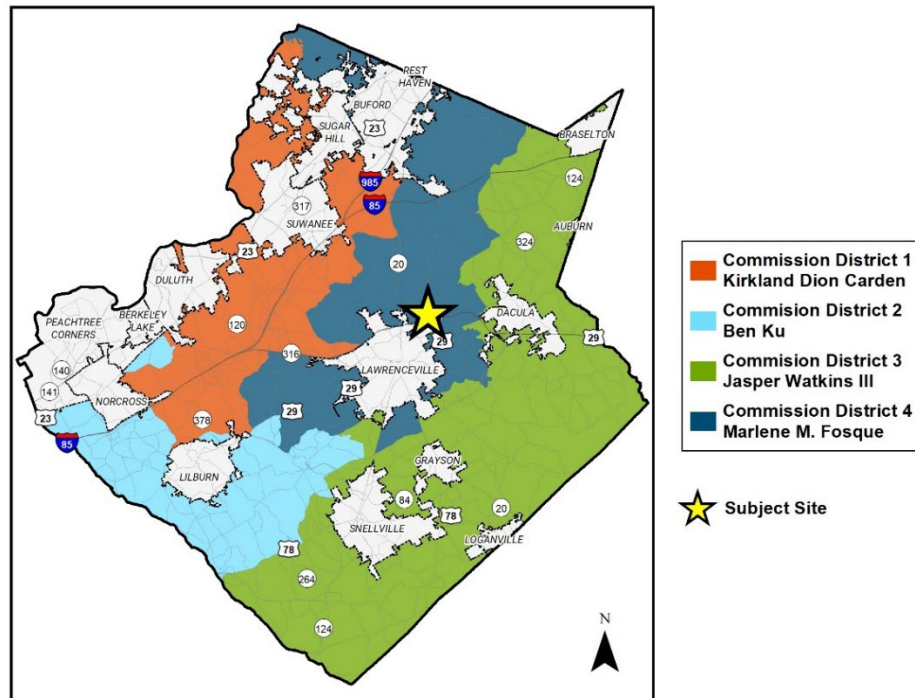 REST
HAVEN
BUFORD
23
SUGAR
HILL
BRASELTON
985
124
85
317
SUWANEE
AUBURN
324
23
20
DULUTH
BERKELEY
LAKE
DACULA
PEACHTREE
CORNERS
120
29
29
316
140
LAWRENCEVILLE
29
141
NORCROSS
23
29
378
85
GRAYSON
LILBURN
84
20
78
SNELLVILLE
LOGANVILLE
78
264
124
N
Commission District 1
Kirkland Dion Carden
Commision District 2
Ben Ku
Commision District 3
Jasper Watkins III
Commision District 4
Marlene M. Fosque
Subject Site